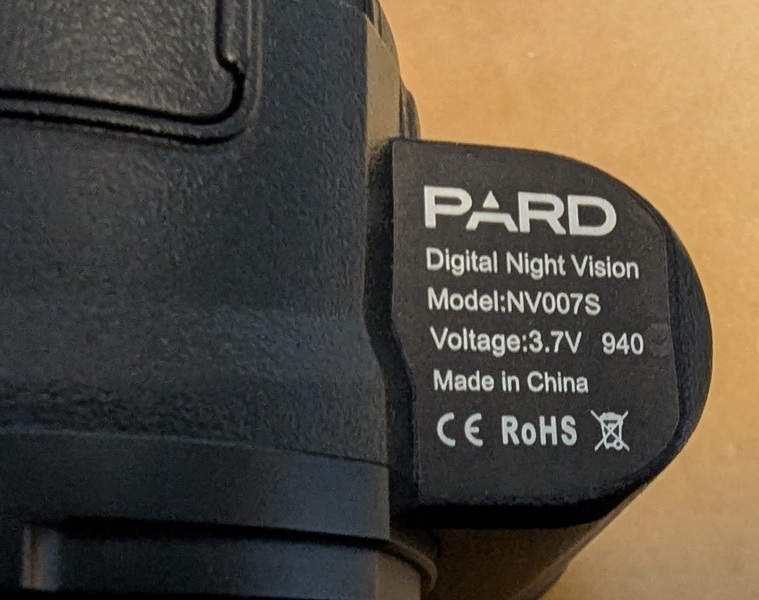 PARD
Digital Night Vision
Model:NV007S
Voltage:3.7V 940
Made in China
CE RoHS